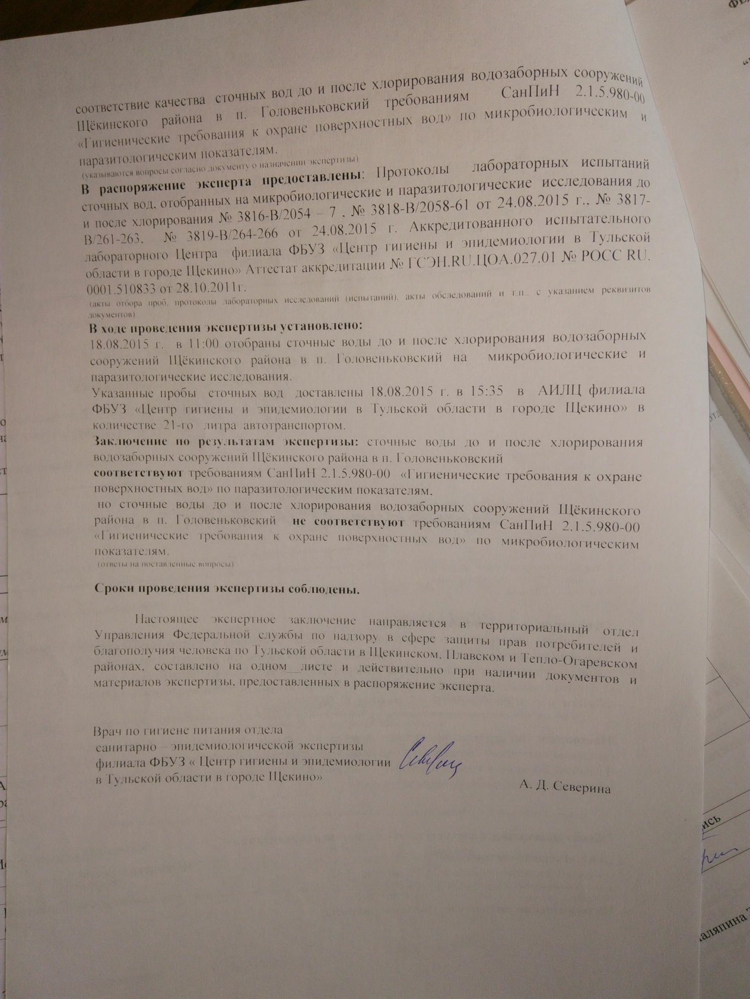 соответствие качества сточных вод до и после хлорирования водозаборных сооружений
Щёкинского района в п. Головеньковский требованиям СанПиН 2.1.5.980-00
«Гигиенические требования к охране поверхностных вод» по микробиологическим и
паразитологическим показателям.
(указываются вопросы согласно документу о назначении экспертизы)
В распоряжение эксперта предоставлены: Протоколы лабораторных испытаний
сточных вод, отобранных на микробиологические и паразитологические исследования до
и после хлорирования № 3816-В/2054 – 7 , № 3818-В/2058-61 от 24.08.2015 г., № 3817-
В/261-263, № 3819-В/264-266 от 24.08.2015 г. Аккредитованного испытательного
лабораторного Центра филиала ФБУЗ «Центр гигиены и эпидемиологии в Тульской
области в городе Щекино» Аттестат аккредитации № ГСЭН.RU.ЦОА.027.01 № РОСС RU.
0001.510833 от 28.10.2011г.
(акты отбора проб, протоколы лабораторных исследований (испытаний), акты обследований и т.п., с указанием реквизитов
документов)
В ходе проведения экспертизы установлено:
18.08.2015 г. в 11:00 отобраны сточные воды до и после хлорирования водозаборных
сооружений Щёкинского района в п. Головеньковский на микробиологические и
паразитологические исследования.
Указанные пробы сточных вод доставлены 18.08.2015 г. в 15:35 в АИЛЦ филиала
ФБУЗ «Центр гигиены и эпидемиологии в Тульской области в городе Щекино» в
количестве 21-го литра автотранспортом.
Заключение по результатам экспертизы: сточные воды до и после хлорирования
водозаборных сооружений Щёкинского района в п. Головеньковский
соответствуют требованиям СанПиН 2.1.5.980-00 «Гигиенические требования к охране
поверхностных вод» по паразитологическим показателям,
но сточные воды до и после хлорирования водозаборных сооружений Щёкинского
района в п. Головеньковский не соответствуют требованиям СанПиН 2.1.5.980-00
«Гигиенические требования к охране поверхностных вод» по микробиологическим
показателям.
(ответы на поставленные вопросы)
Сроки проведения экспертизы соблюдены.
Настоящее экспертное заключение направляется в территориальный отдел
Управления Федеральной службы по надзору в сфере защиты прав потребителей и
благополучия человека по Тульской области в Щекинском, Плавском и Тепло-Огаревском
районах, составлено на одном__листе и действительно при наличии документов и
материалов экспертизы, предоставленных в распоряжение эксперта.
Врач по гигиене питания отдела
санитарно – эпидемиологической экспертизы
филиала ФБУЗ « Центр гигиены и эпидемиологии
в Тульской области в городе Щекино»
А. Д. Северина